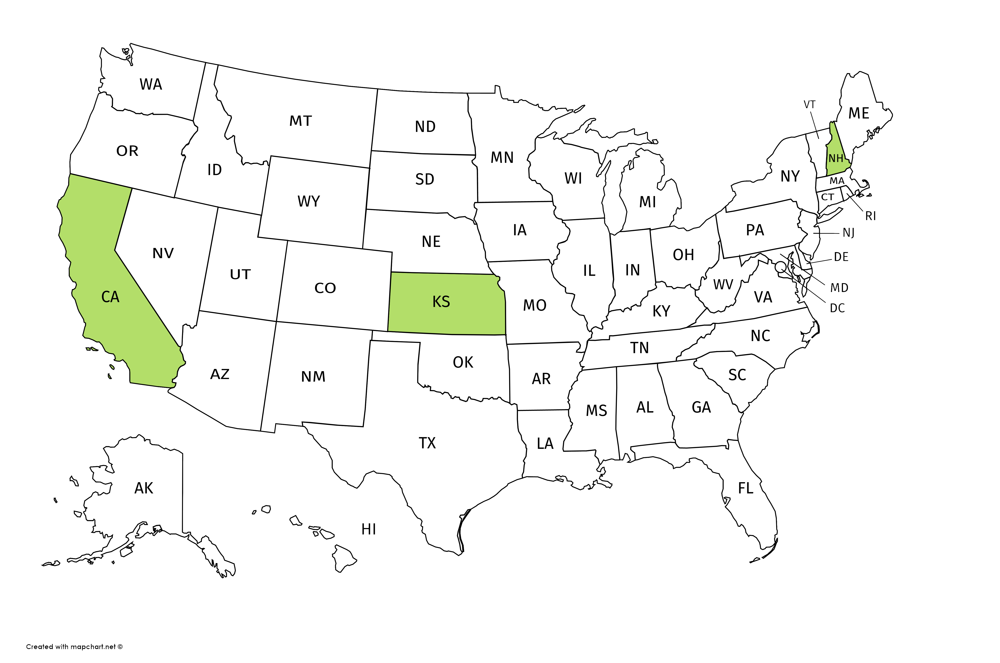 WA
MT
ND
MN
VT
ME
OR
ID
SD
WI
NH
NY
MA
WY
MI
CT
RI
IA
PA
NJ
NE
NV
OH
DE
UT
IL
IN
CO
WV
MD
CA
KS
MO
KY
VA
DC
TN
NC
AZ
NM
OK
AR
SC
MS
AL
GA
TX
LA
AK
FL
HI
Created with mapchart.net ©